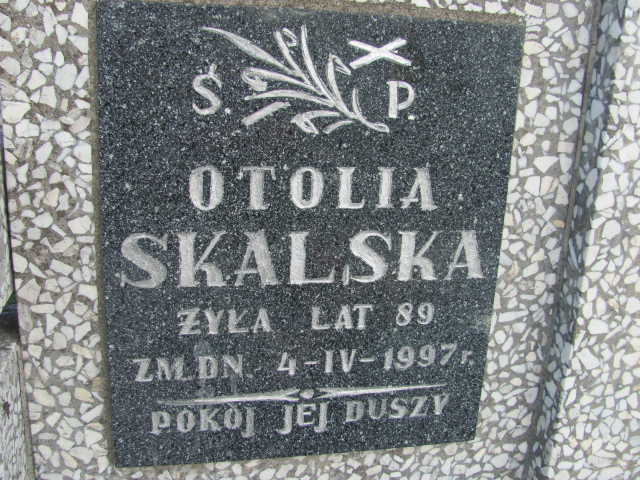 Ś. P.
OTOLIA
SKALSKA
ŻYŁA LAT 89
ZM.DN. 4-IV-1997r.
POKÓJ JEJ DUSZY